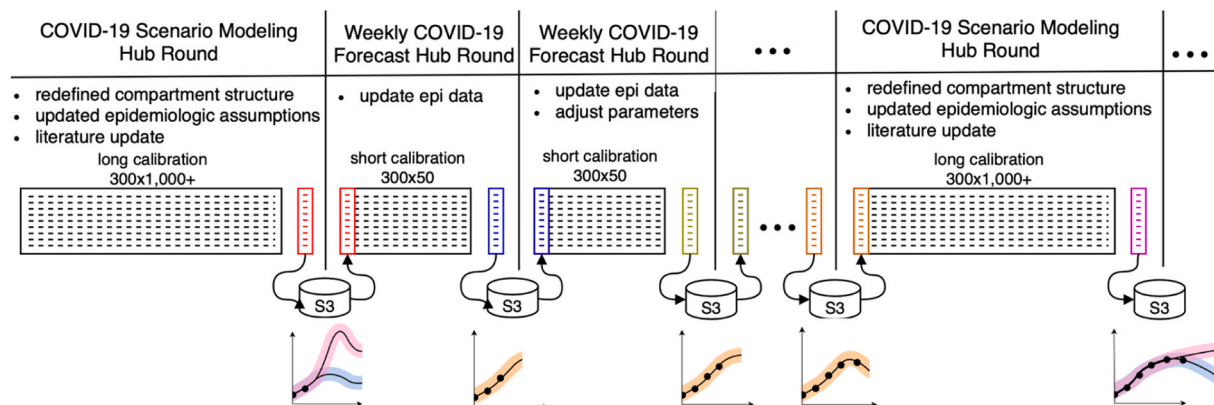 COVID-19 Scenario Modeling
Hub Round
Weekly COVID-19
Forecast Hub Round
Weekly COVID-19
Forecast Hub Round
•••
COVID-19 Scenario Modeling
Hub Round
•••
• redefined compartment structure
• updated epidemiologic assumptions
• literature update
• update epi data
• update epi data
• adjust parameters
• redefined compartment structure
• updated epidemiologic assumptions
• literature update
long calibration
300x1,000+
short calibration
300x50
short calibration
300x50
long calibration
300x1,000+
•••
S3
S3
S3
S3
S3